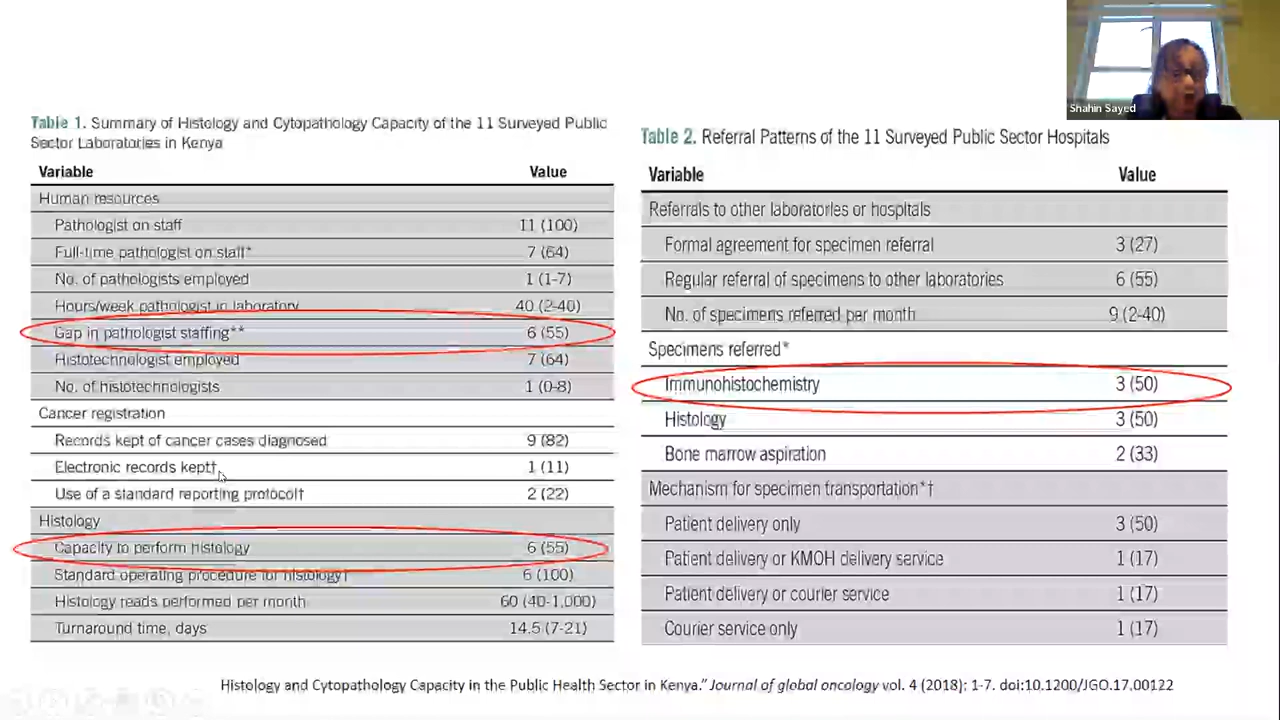 Shahin Sayed
Table 1. Summary of Histology and Cytopathology Capacity of the 11 Surveyed Public
Sector Laboratories in Kenya
Variable Value
Human resources
Pathologist on staff 11 (100)
Full-time pathologist on staff* 7 (64)
No. of pathologists employed 1 (1-7)
Hours/week pathologist in laboratory 40 (2-40)
Gap in pathologist staffing** 6 (55)
Histotechnologist employed 7 (64)
No. of histotechnologists 1 (0-8)
Cancer registration
Records kept of cancer cases diagnosed 9 (82)
Electronic records kept† 1 (11)
Use of a standard reporting protocol† 2 (22)
Histology
Capacity to perform histology 6 (55)
Standard operating procedure for histology† 6 (100)
Histology reads performed per month 60 (40-1,000)
Turnaround time, days 14.5 (7-21)
Table 2. Referral Patterns of the 11 Surveyed Public Sector Hospitals
Variable Value
Referrals to other laboratories or hospitals
Formal agreement for specimen referral 3 (27)
Regular referral of specimens to other laboratories 6 (55)
No. of specimens referred per month 9 (2-40)
Specimens referred*
Immunohistochemistry 3 (50)
Histology 3 (50)
Bone marrow aspiration 2 (33)
Mechanism for specimen transportation*†
Patient delivery only 3 (50)
Patient delivery or KMOH delivery service 1 (17)
Patient delivery or courier service 1 (17)
Courier service only 1 (17)
Histology and Cytopathology Capacity in the Public Health Sector in Kenya.” Journal of global oncology vol. 4 (2018): 1-7. doi:10.1200/JGO.17.00122